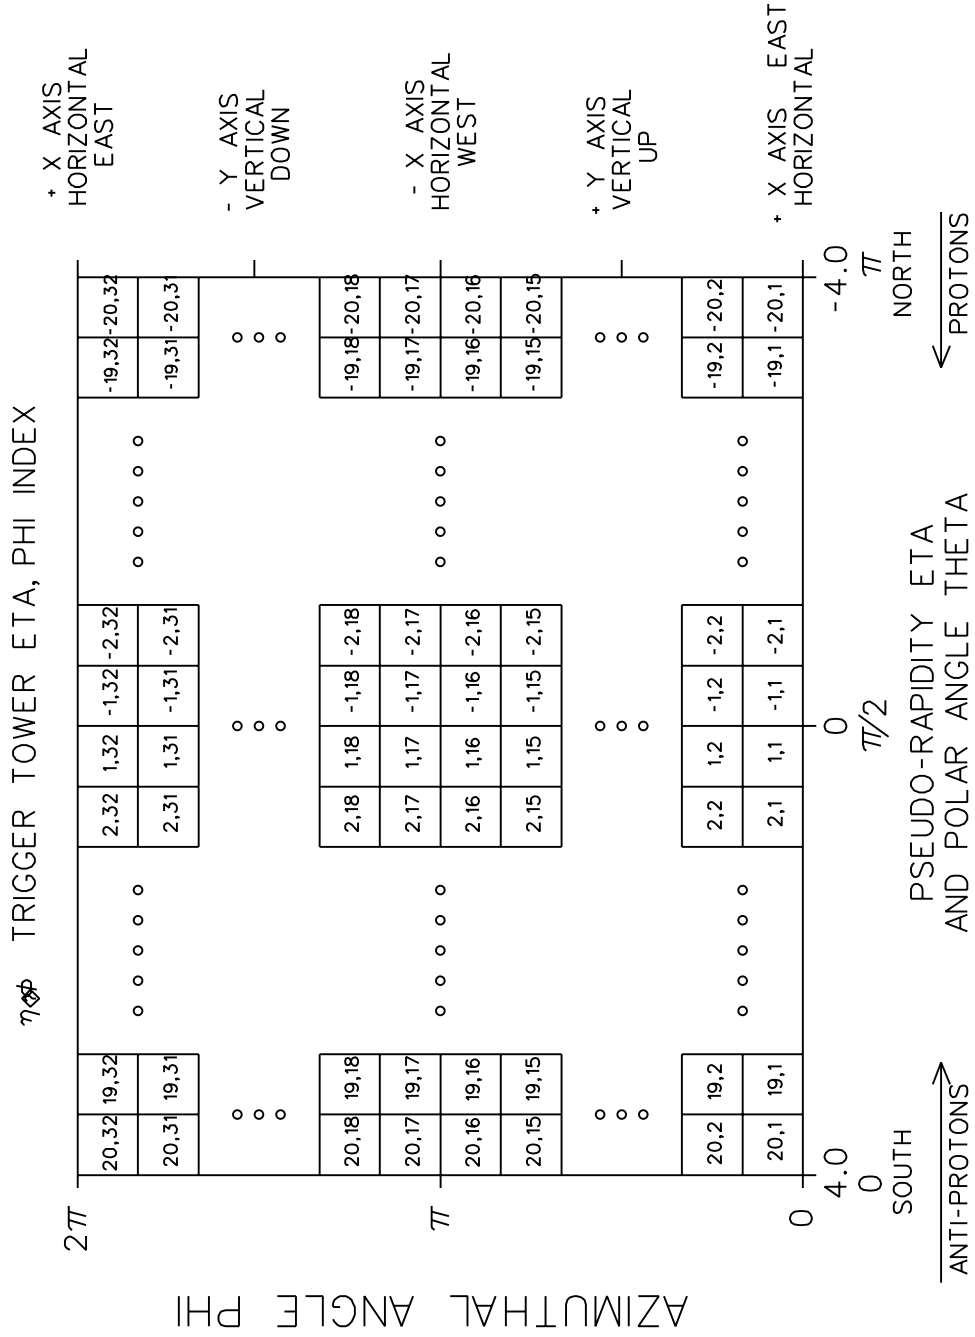 ηφ TRIGGER TOWER ETA, PHI INDEX
AZIMUTHAL ANGLE PHI
2π
π
0
20,32 19,32 2,32 1,32 -1,32 -2,32 -19,32 -20,32
20,31 19,31 2,31 1,31 -1,31 -2,31 -19,31 -20,31
20,18 19,18 2,18 1,18 -1,18 -2,18 -19,18 -20,18
20,17 19,17 2,17 1,17 -1,17 -2,17 -19,17 -20,17
20,16 19,16 2,16 1,16 -1,16 -2,16 -19,16 -20,16
20,15 19,15 2,15 1,15 -1,15 -2,15 -19,15 -20,15
20,2 19,2 2,2 1,2 -1,2 -2,2 -19,2 -20,2
20,1 19,1 2,1 1,1 -1,1 -2,1 -19,1 -20,1
+ X AXIS
HORIZONTAL
EAST
- Y AXIS
VERTICAL
DOWN
- X AXIS
HORIZONTAL
WEST
+ Y AXIS
VERTICAL
UP
+ X AXIS EAST
HORIZONTAL
4.0 0 -4.0
0 π/2 π
SOUTH NORTH
PSEUDO-RAPIDITY ETA
AND POLAR ANGLE THETA
ANTI-PROTONS
PROTONS